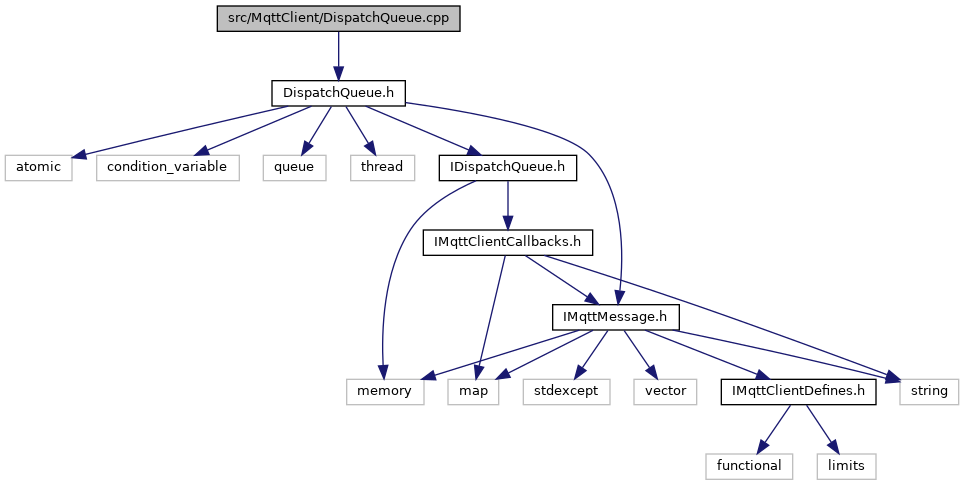 src/MqttClient/DispatchQueue.cpp
DispatchQueue.h
atomic
condition_variable
queue
thread
IDispatchQueue.h
IMqttClientCallbacks.h
IMqttMessage.h
memory
map
stdexcept
vector
IMqttClientDefines.h
string
functional
limits